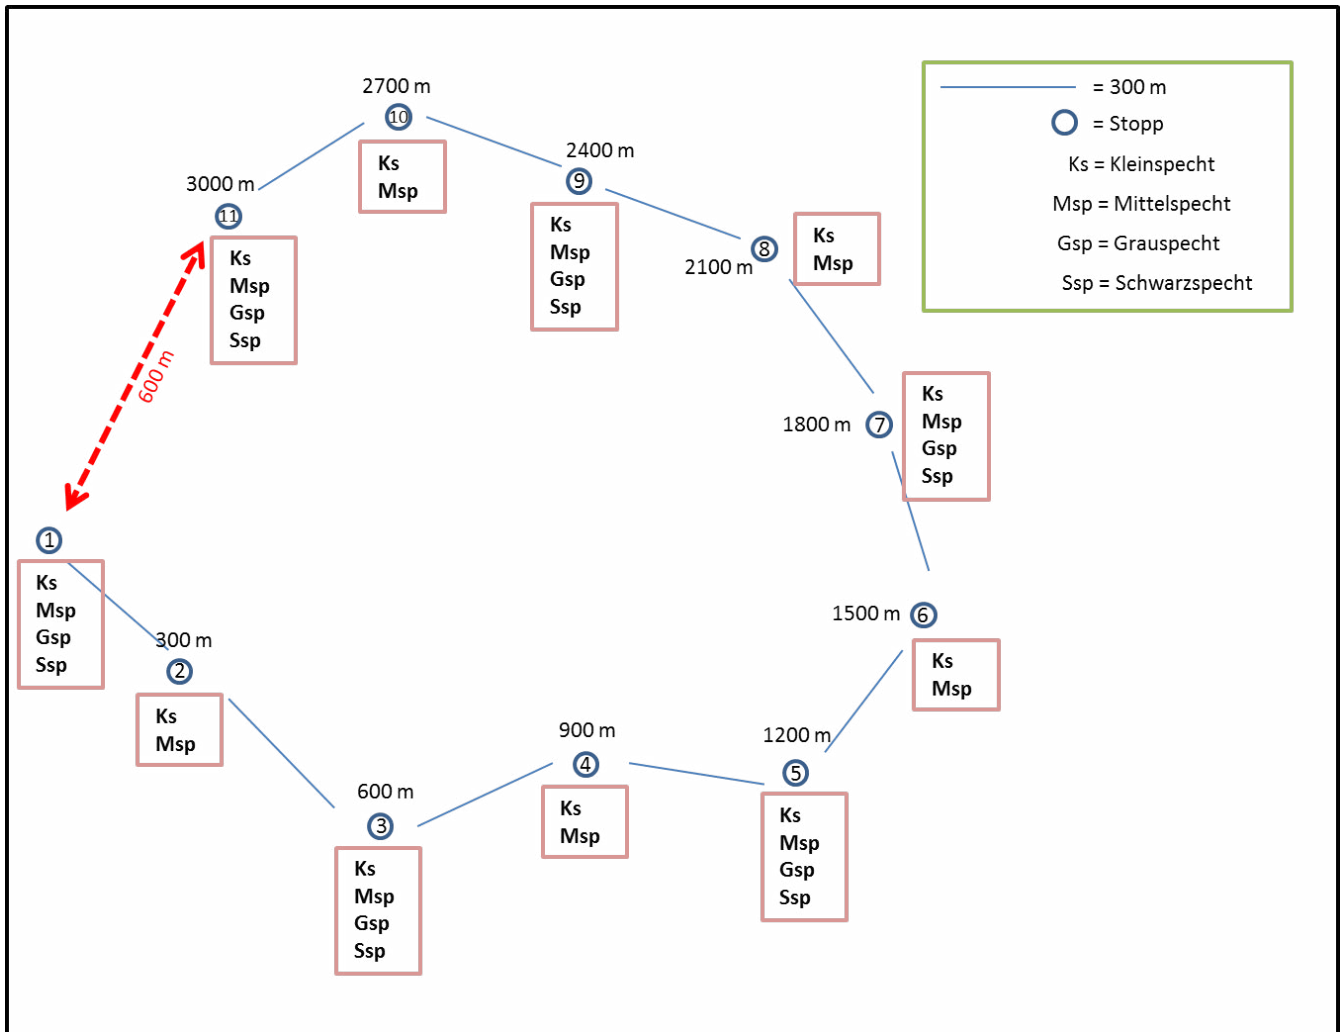 2700 m
10
Ks
Msp
2400 m
9
Ks
Msp
Gsp
Ssp
3000 m
11
Ks
Msp
Gsp
Ssp
600 m
8
2100 m
Ks
Msp
= 300 m
= Stopp
Ks = Kleinspecht
Msp = Mittelspecht
Gsp = Grauspecht
Ssp = Schwarzspecht
1800 m
7
Ks
Msp
Gsp
Ssp
1500 m
6
Ks
Msp
1
Ks
Msp
Gsp
Ssp
300 m
2
Ks
Msp
600 m
3
Ks
Msp
Gsp
Ssp
900 m
4
Ks
Msp
1200 m
5
Ks
Msp
Gsp
Ssp